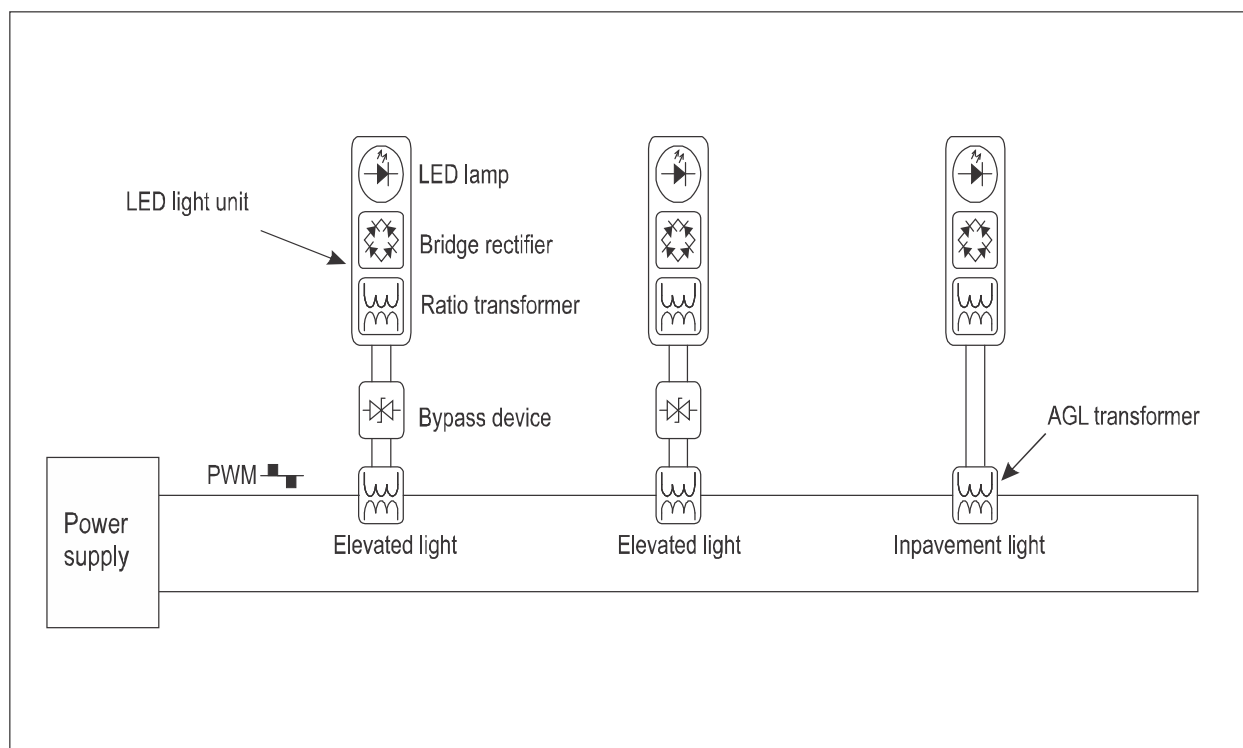 LED lamp
LED light unit
Bridge rectifier
Ratio transformer
Bypass device
AGL transformer
PWM
Power
supply
Elevated light
Elevated light
Inpavement light